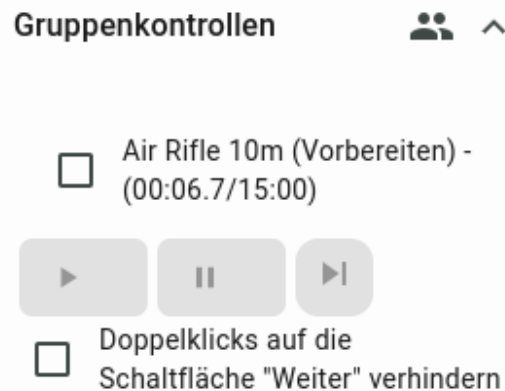 Gruppenkontrollen
Air Rifle 10m (Vorbereiten) -
(00:06.7/15:00)
Doppelklicks auf die
Schaltfläche "Weiter" verhindern